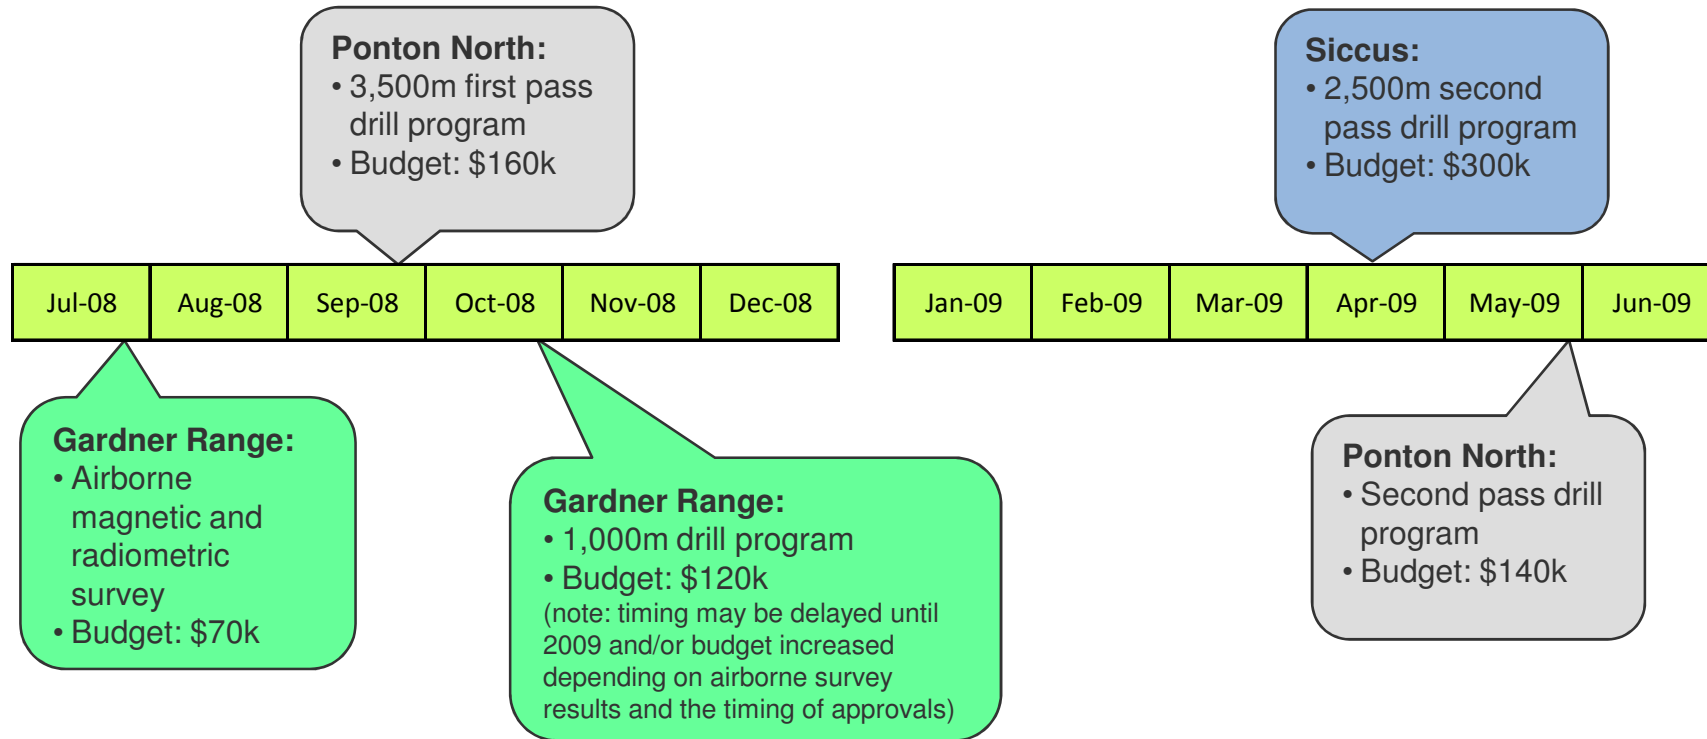 Ponton North:
• 3,500m first pass
drill program
• Budget: $160k
Siccus:
• 2,500m second
pass drill program
• Budget: $300k
Jul-08 Aug-08 Sep-08 Oct-08 Nov-08 Dec-08 Jan-09 Feb-09 Mar-09 Apr-09 May-09 Jun-09
Gardner Range:
• Airborne
magnetic and
radiometric
survey
• Budget: $70k
Gardner Range:
• 1,000m drill program
• Budget: $120k
(note: timing may be delayed until
2009 and/or budget increased
depending on airborne survey
results and the timing of approvals)
Ponton North:
• Second pass drill
program
• Budget: $140k